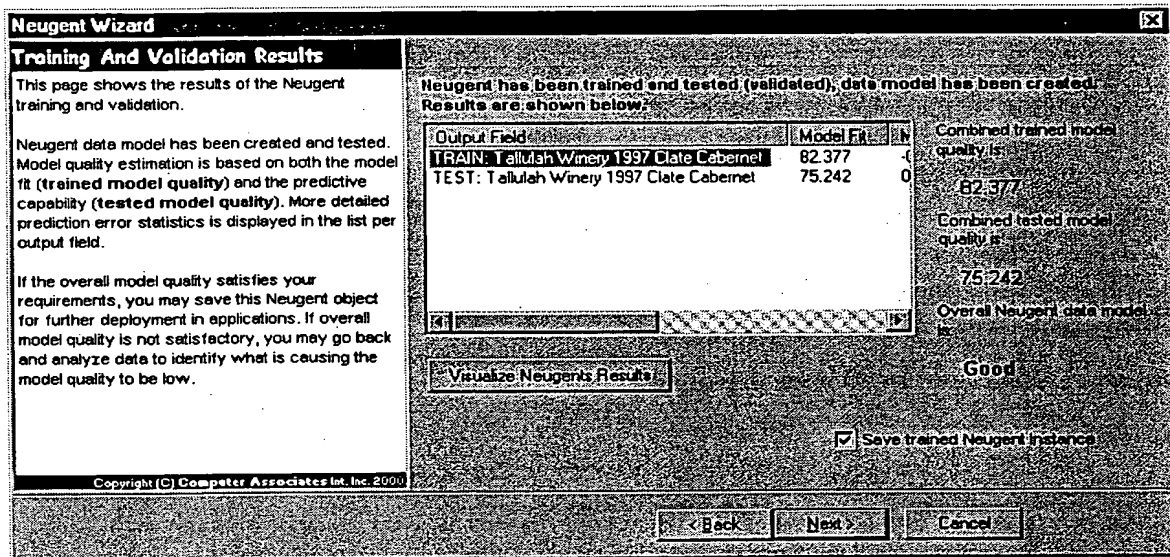 Neugent Wizard
Training And Validation Results
This page shows the results of the Neugent
training and validation.
Neugent data model has been created and tested.
Model quality estimation is based on both the model
fit (trained model quality) and the predictive
capability (tested model quality). More detailed
prediction error statistics is displayed in the list per
output field.
If the overall model quality satisfies your
requirements, you may save this Neugent object
for further deployment in applications. If overall
model quality is not satisfactory, you may go back
and analyze data to identify what is causing the
model quality to be low.
Copyright (C) Computer Associates Int. Inc. 2000
Neugent has been trained and tested (validated), data model has been created.
Results are shown below.
Output Field Model Fit M
TRAIN: Tallulah Winery 1997 Clate Cabernet 82.377 -0
TEST: Tallulah Winery 1997 Clate Cabernet 75.242 0
Visualize Neugents Results
Combined trained model
quality is:
82.377
Combined tested model
quality is:
75.242
Overall Neugent data model
is:
Good
Save trained Neugent instance
< Back
Next >
Cancel